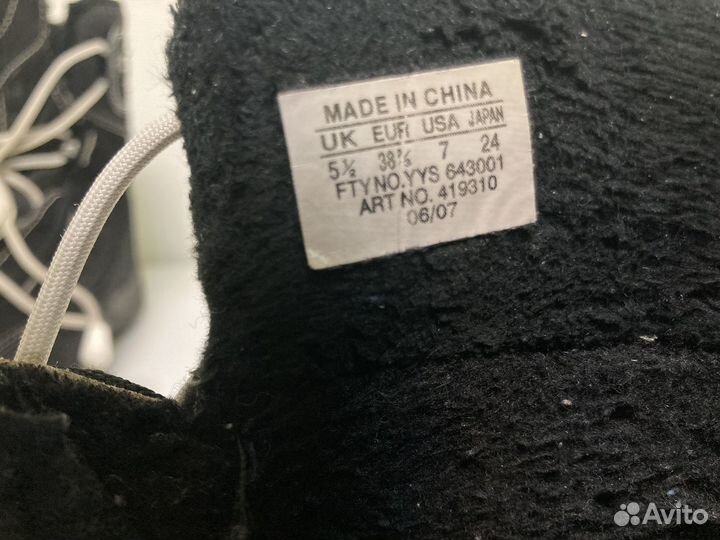 MADE IN CHINA
UK EUR USA JAPAN
5½ 38⅔ 7 24
FTY NO.YYS 643001
ART NO. 419310
06/07
Avito